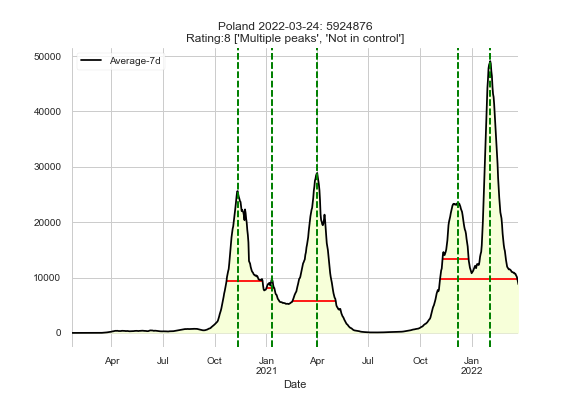 Poland 2022-03-24: 5924876
Rating:8 ['Multiple peaks', 'Not in control']
Average-7d
50000
40000
30000
20000
10000
0
Apr Jul Oct Jan Apr Jul Oct Jan
2021 2022
Date